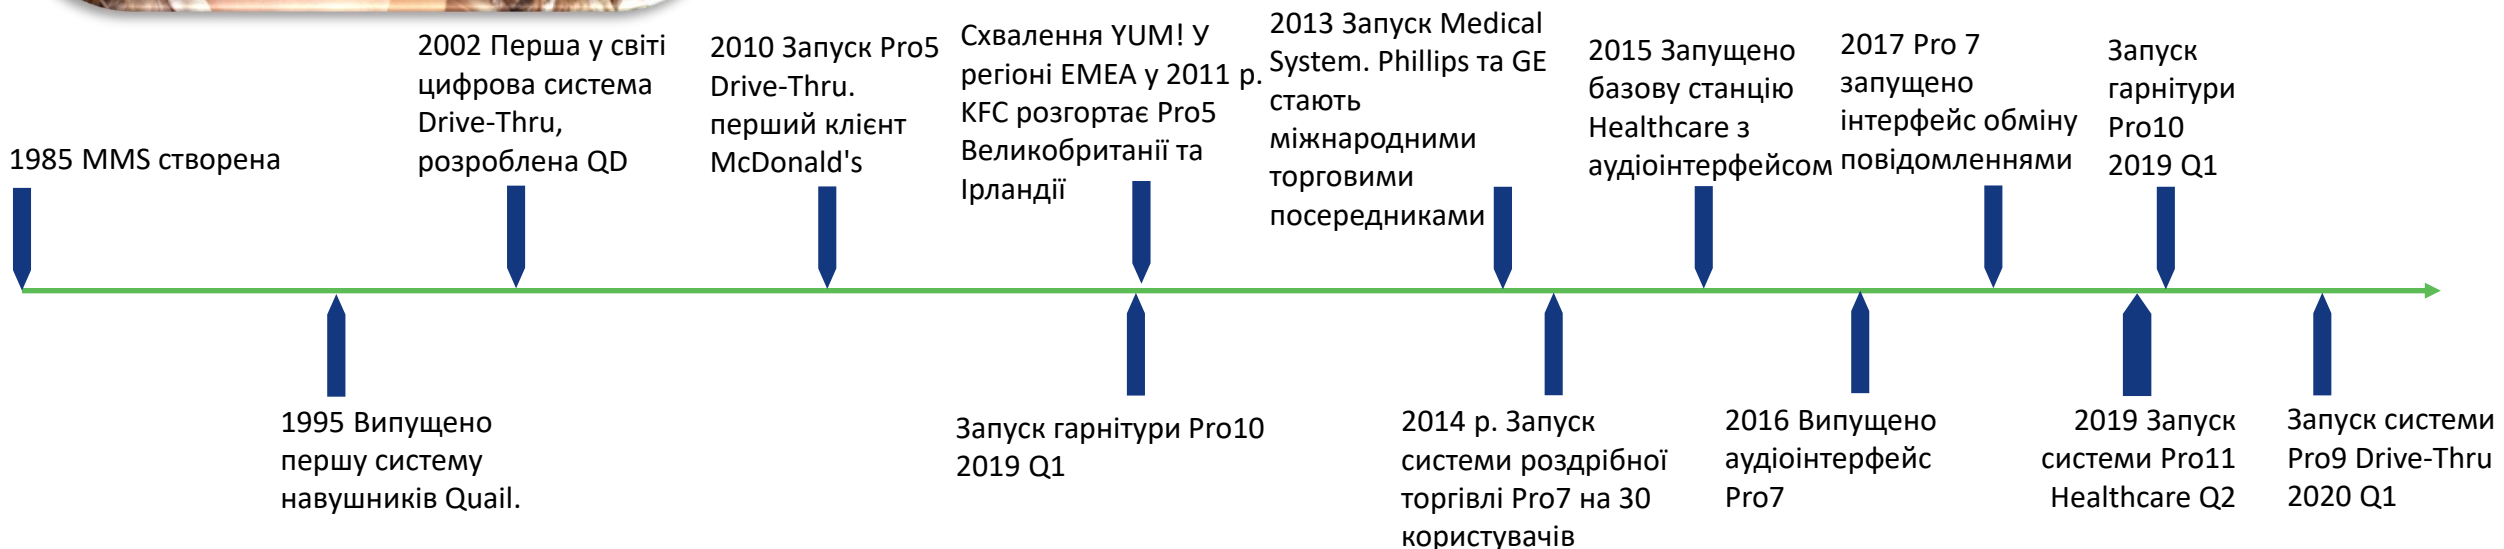 1985 MMS створена
2002 Перша у світі
цифрова система
Drive-Thru,
розроблена QD
2010 Запуск Pro5
Drive-Thru.
перший клієнт
McDonald's
Схвалення YUM! У
регіоні EMEA у 2011 р.
KFC розгортає Pro5
Великобританії та
Ірландії
2013 Запуск Medical
System. Phillips та GE
стають
міжнародними
торговими
посередниками
2015 Запущено
базову станцію
Healthcare з
аудіоінтерфейсом
2017 Pro 7
запущено
інтерфейс обміну
повідомленнями
Запуск
гарнітури
Pro10
2019 Q1
1995 Випущено
першу систему
навушників Quail.
Запуск гарнітури Pro10
2019 Q1
2014 р. Запуск
системи роздрібної
торгівлі Pro7 на 30
користувачів
2016 Випущено
аудіоінтерфейс
Pro7
2019 Запуск
системи Pro11
Healthcare Q2
Запуск системи
Pro9 Drive-Thru
2020 Q1